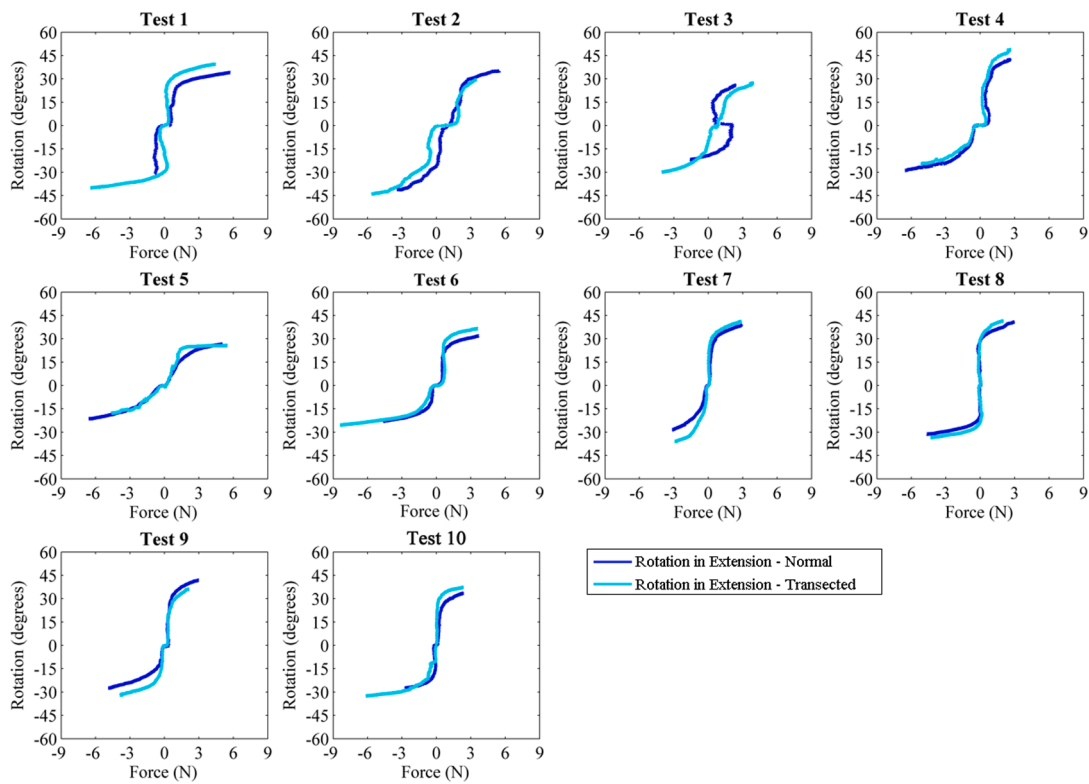 Test 1 Test 2 Test 3 Test 4
Rotation (degrees) 60 45 30 15 0 -15 -30 -45 -60
Rotation (degrees) 60 45 30 15 0 -15 -30 -45 -60
Rotation (degrees) 60 45 30 15 0 -15 -30 -45 -60
Rotation (degrees) 60 45 30 15 0 -15 -30 -45 -60
-9 -6 -3 0 3 6 9 -9 -6 -3 0 3 6 9 -9 -6 -3 0 3 6 9 -9 -6 -3 0 3 6 9
Force (N) Force (N) Force (N) Force (N)
Test 5 Test 6 Test 7 Test 8
Rotation (degrees) 60 45 30 15 0 -15 -30 -45 -60
Rotation (degrees) 60 45 30 15 0 -15 -30 -45 -60
Rotation (degrees) 60 45 30 15 0 -15 -30 -45 -60
Rotation (degrees) 60 45 30 15 0 -15 -30 -45 -60
-9 -6 -3 0 3 6 9 -9 -6 -3 0 3 6 9 -9 -6 -3 0 3 6 9 -9 -6 -3 0 3 6 9
Force (N) Force (N) Force (N) Force (N)
Test 9 Test 10
Rotation (degrees) 60 45 30 15 0 -15 -30 -45 -60
Rotation (degrees) 60 45 30 15 0 -15 -30 -45 -60
Rotation in Extension - Normal
Rotation in Extension - Transected
-9 -6 -3 0 3 6 9 -9 -6 -3 0 3 6 9
Force (N) Force (N)